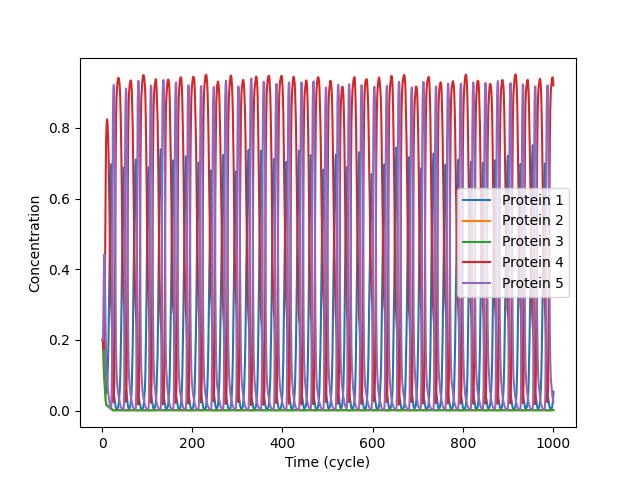 Concentration
0.8
0.6
0.4
0.2
0.0
Protein 1
Protein 2
Protein 3
Protein 4
Protein 5
0
200
400
600
800
1000
Time (cycle)